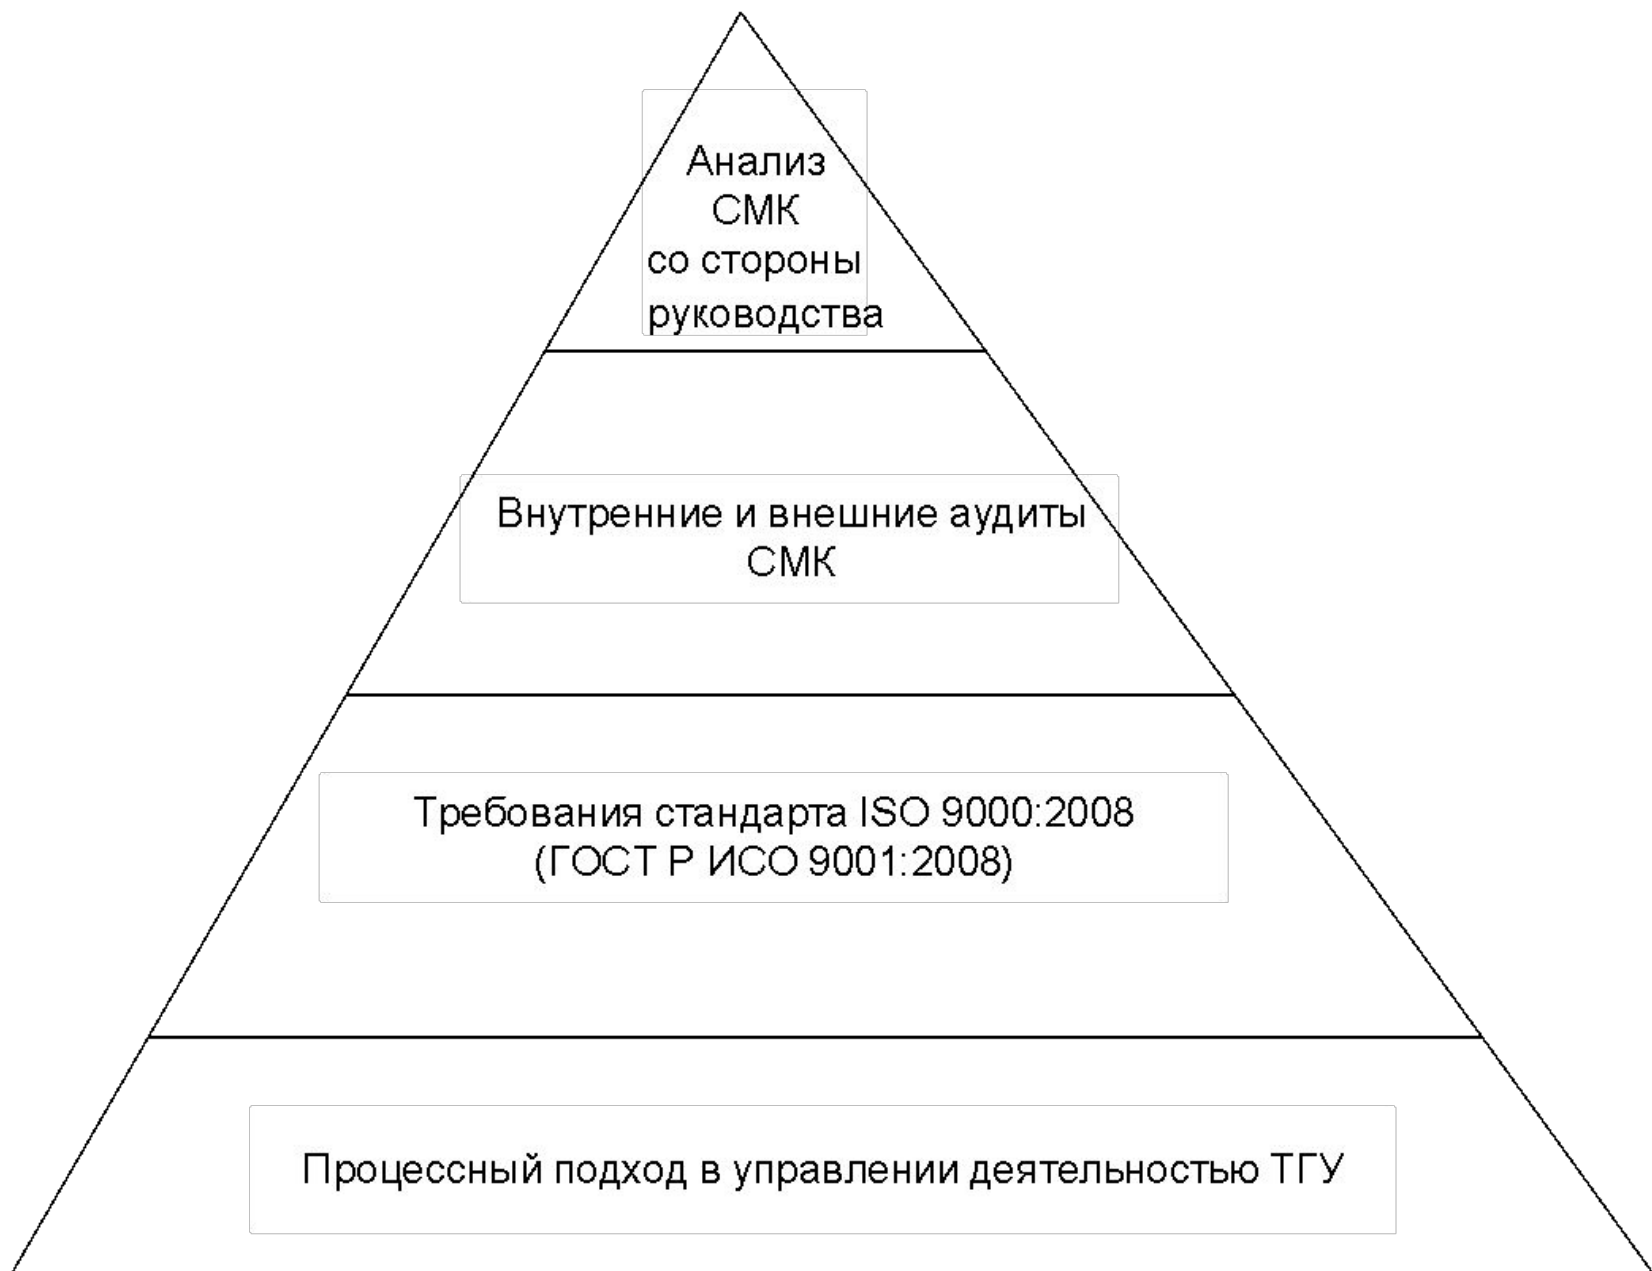 Анализ
СМК
со стороны
руководства
Внутренние и внешние аудиты
СМК
Требования стандарта ISO 9000:2008
(ГОСТ Р ИСО 9001:2008)
Процессный подход в управлении деятельностью ТГУ